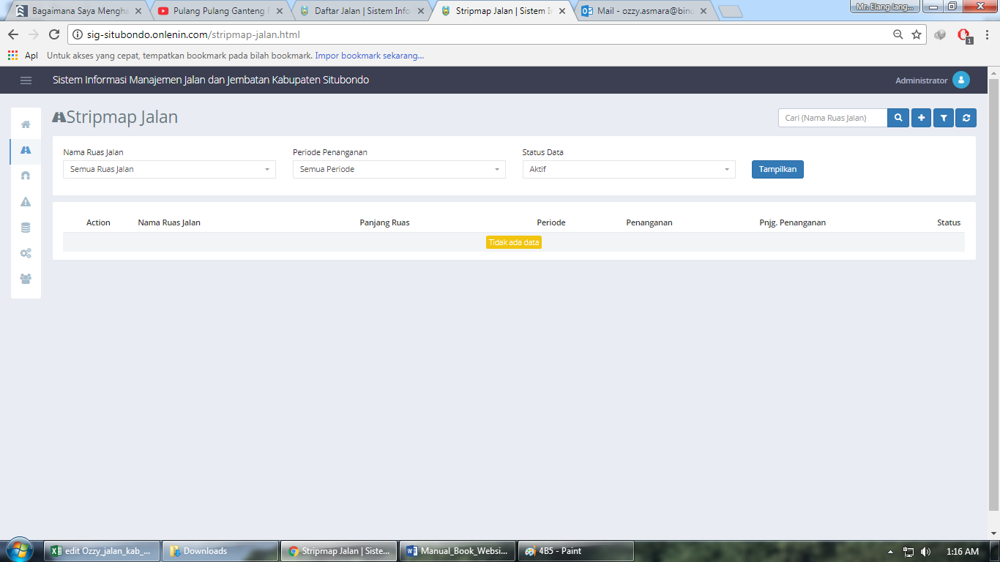 Bagaimana Saya Mengha
Pulang Pulang Ganteng
Daftar Jalan | Sistem Info
Stripmap Jalan | Sistem I
Mail - ozzy.asmara@binu
Mr. Elang lang...
sig-situbondo.onlenin.com/stripmap-jalan.html
1
Apl Untuk akses yang cepat, tempatkan bookmark pada bilah bookmark. Impor bookmark sekarang...
Sistem Informasi Manajemen Jalan dan Jembatan Kabupaten Situbondo
Administrator
Stripmap Jalan
Cari (Nama Ruas Jalan)
Nama Ruas Jalan Periode Penanganan Status Data
Semua Ruas Jalan Semua Periode Aktif Tampilkan
Action Nama Ruas Jalan Panjang Ruas Periode Penanganan Pnjg. Penanganan Status
Tidak ada data
edit Ozzy_jalan_kab_...
Downloads
Stripmap Jalan | Siste...
Manual_Book_Websi...
4B5 - Paint
1:16 AM